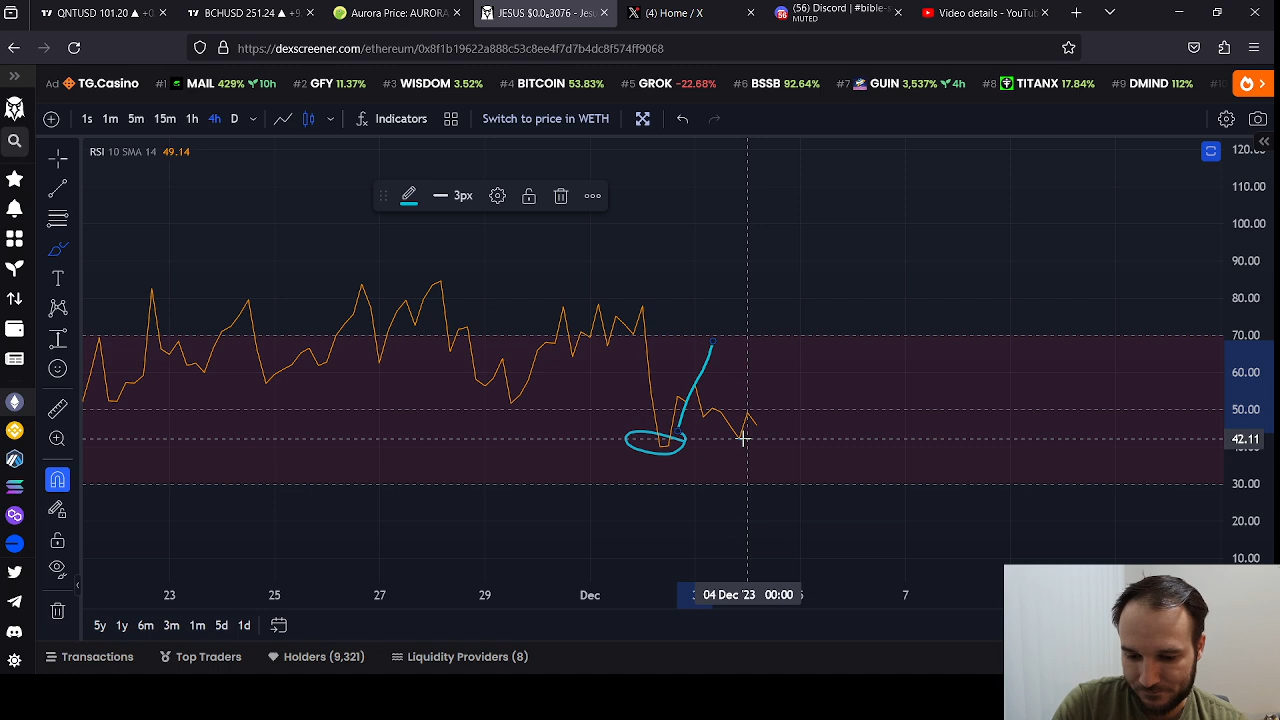 QNTUSD 101.20 ▲ +
BCHUSD 251.24 ▲ +9.
Aurora Price: AURORA
JESUS $0.0₅3076 - Jesu
(4) Home / X
(56) Discord | #bible-s
MUTED
Video details - YouTube
https://dexscreener.com/ethereum/0x8f1b19622a888c53c8ee4f7d7b4dc8f574ff9068
Ad TG.Casino #1 MAIL 429% 10h #2 GFY 11.37% #3 WISDOM 3.52% #4 BITCOIN 53.83% #5 GROK -22.68% #6 BSSB 92.64% #7 GUIN 3,537% 4h #8 TITANX 17.84% #9 DMIND 112% #10
1s 1m 5m 15m 1h 4h D Indicators Switch to price in WETH
RSI 10 SMA 14 49.14
3px
120.00
110.00
100.00
90.00
80.00
70.00
60.00
50.00
42.11
30.00
20.00
10.00
23 25 27 29 Dec 3 04 Dec '23 00:00 7
5y 1y 6m 3m 1m 5d 1d
Transactions Top Traders Holders (9,321) Liquidity Providers (8)